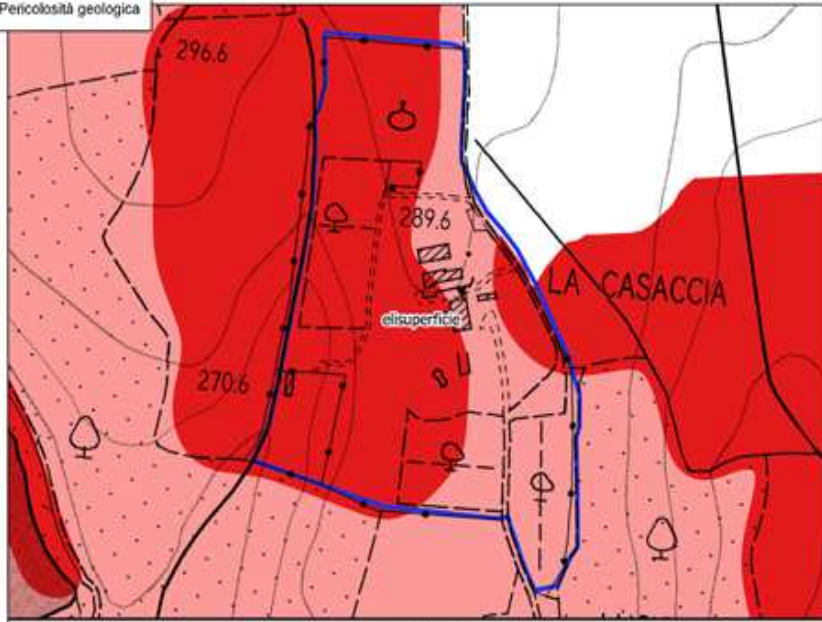 Pericolosità geologica
296.6
289.6
LA CASACCIA
elisuperficie
270.6